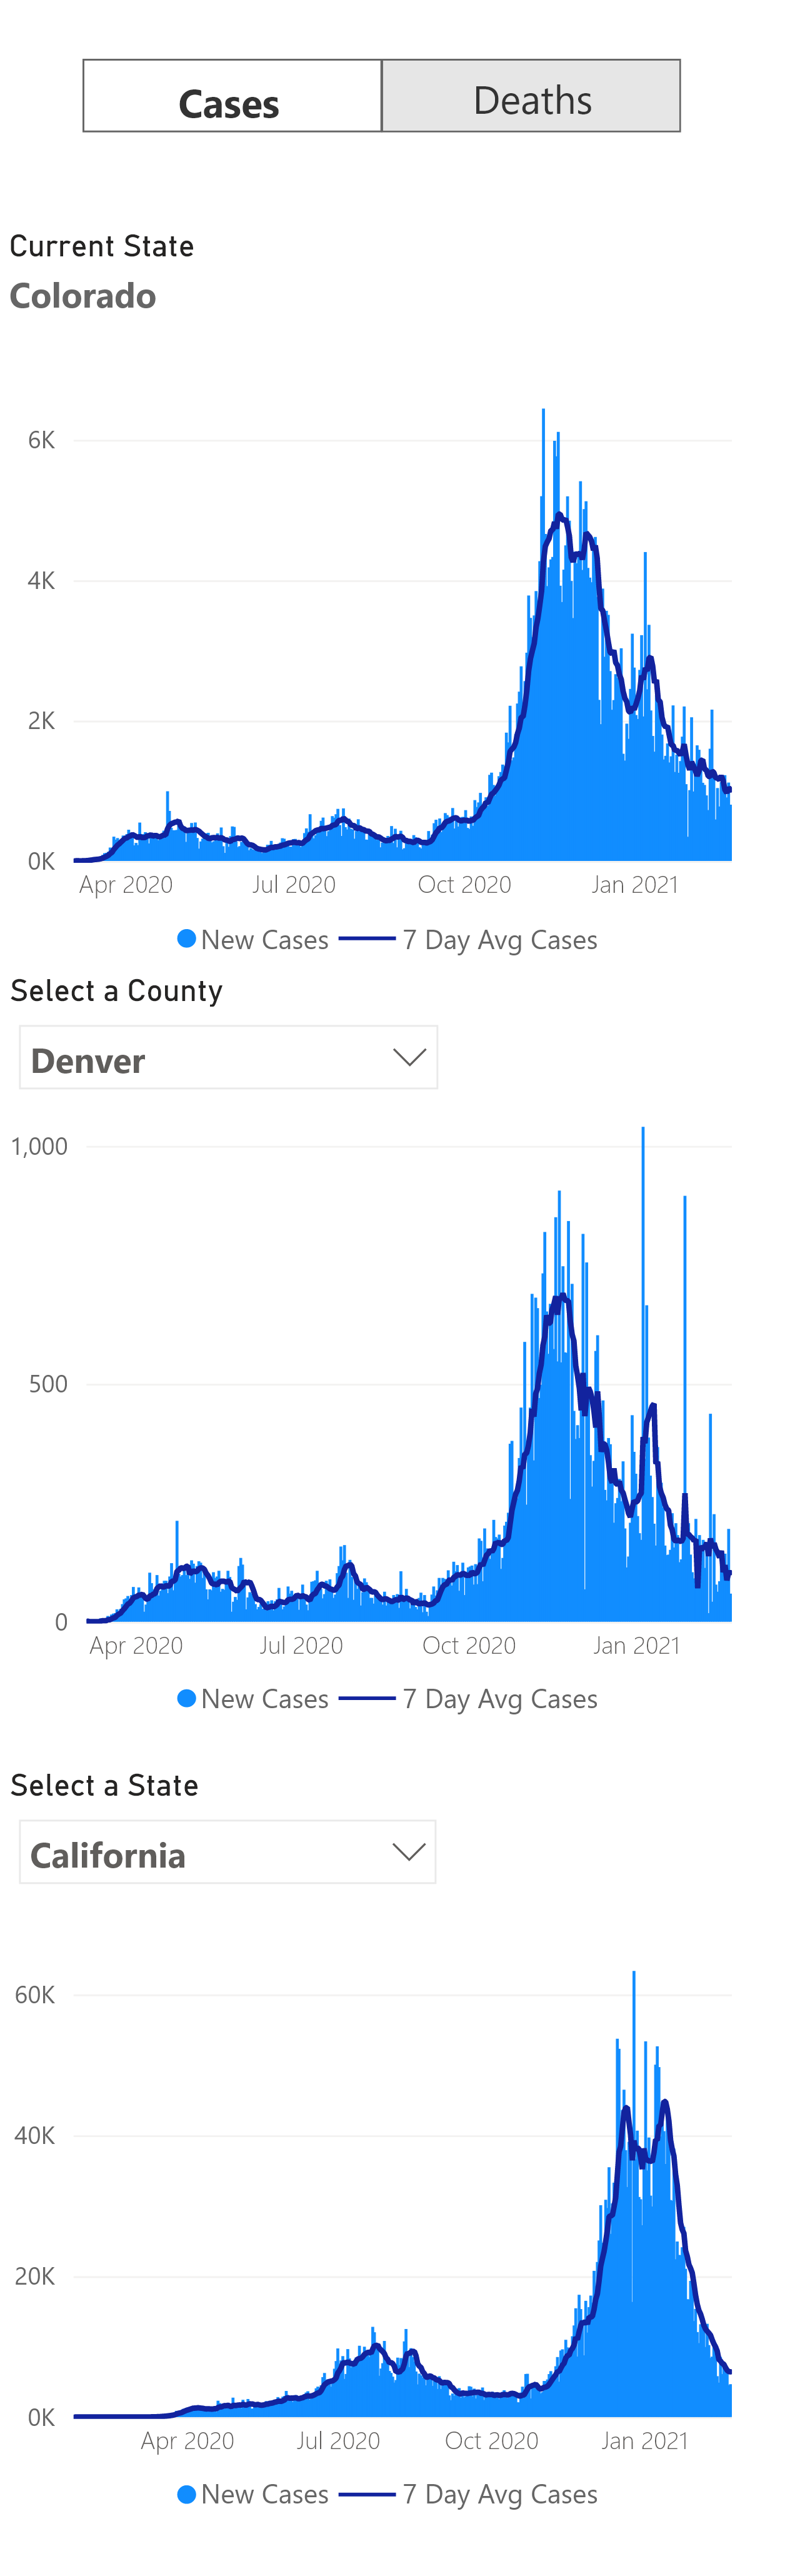 Cases Deaths
Current State
Colorado
6K
4K
2K
0K
Apr 2020 Jul 2020 Oct 2020 Jan 2021
New Cases 7 Day Avg Cases
Select a County
Denver
1,000
500
0
Apr 2020 Jul 2020 Oct 2020 Jan 2021
New Cases 7 Day Avg Cases
Select a State
California
60K
40K
20K
0K
Apr 2020 Jul 2020 Oct 2020 Jan 2021
New Cases 7 Day Avg Cases